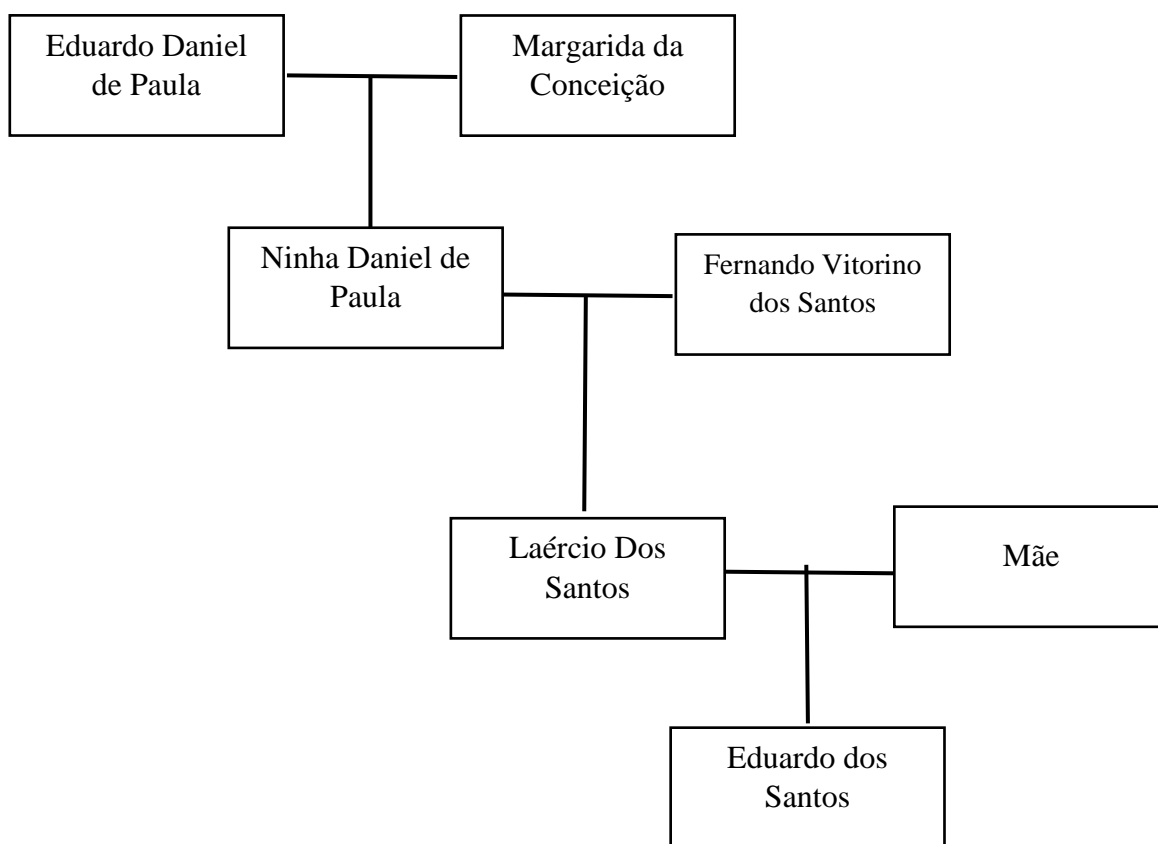 Eduardo Daniel
de Paula
Margarida da
Conceição
Ninha Daniel de
Paula
Fernando Vitorino
dos Santos
Laércio Dos
Santos
Mãe
Eduardo dos
Santos